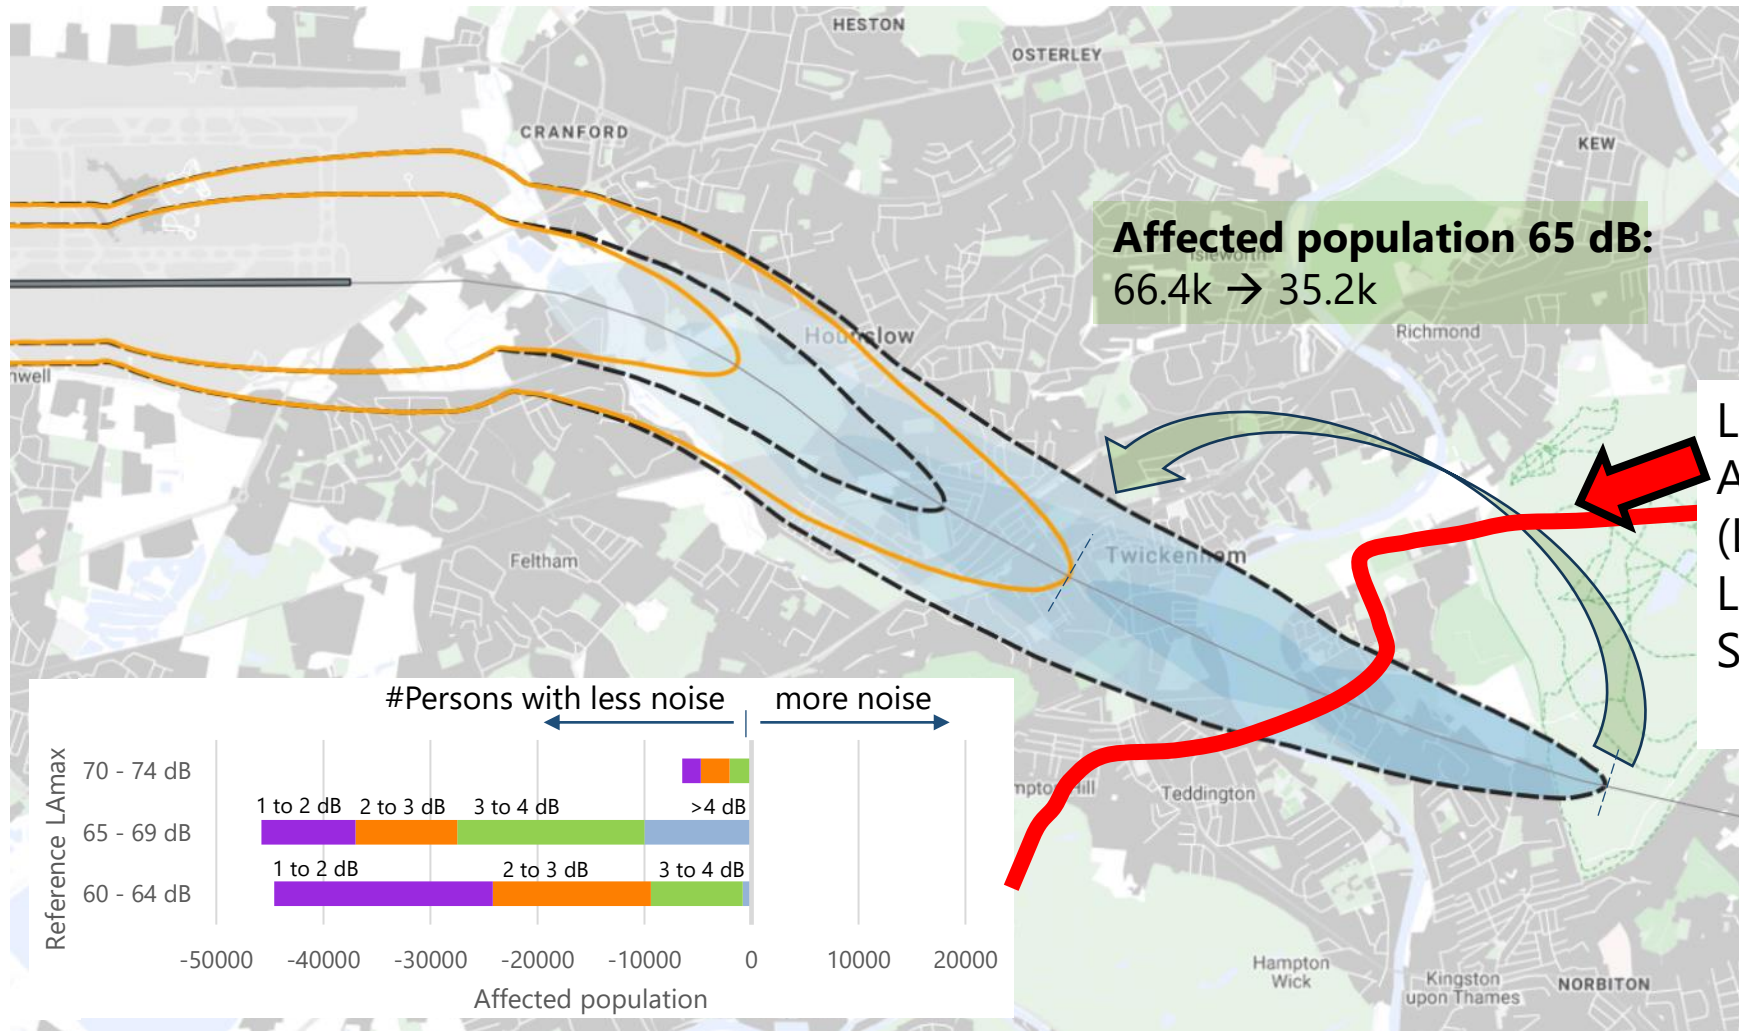 HESTON
OSTERLEY
CRANFORD
KEW
Affected population 65 dB:
Isleworth
66.4k → 35.2k
Richmond
Hounslow
nwell
L
A
(
L
S
Feltham
Twickenham
mpton Hill
Teddington
#Persons with less noise | more noise
Reference LAmax
70 - 74 dB
1 to 2 dB 2 to 3 dB 3 to 4 dB >4 dB
65 - 69 dB
1 to 2 dB 2 to 3 dB 3 to 4 dB
60 - 64 dB
-50000 -40000 -30000 -20000 -10000 0 10000 20000
Affected population
Hampton
Wick
Kingston
upon Thames
NORBITON